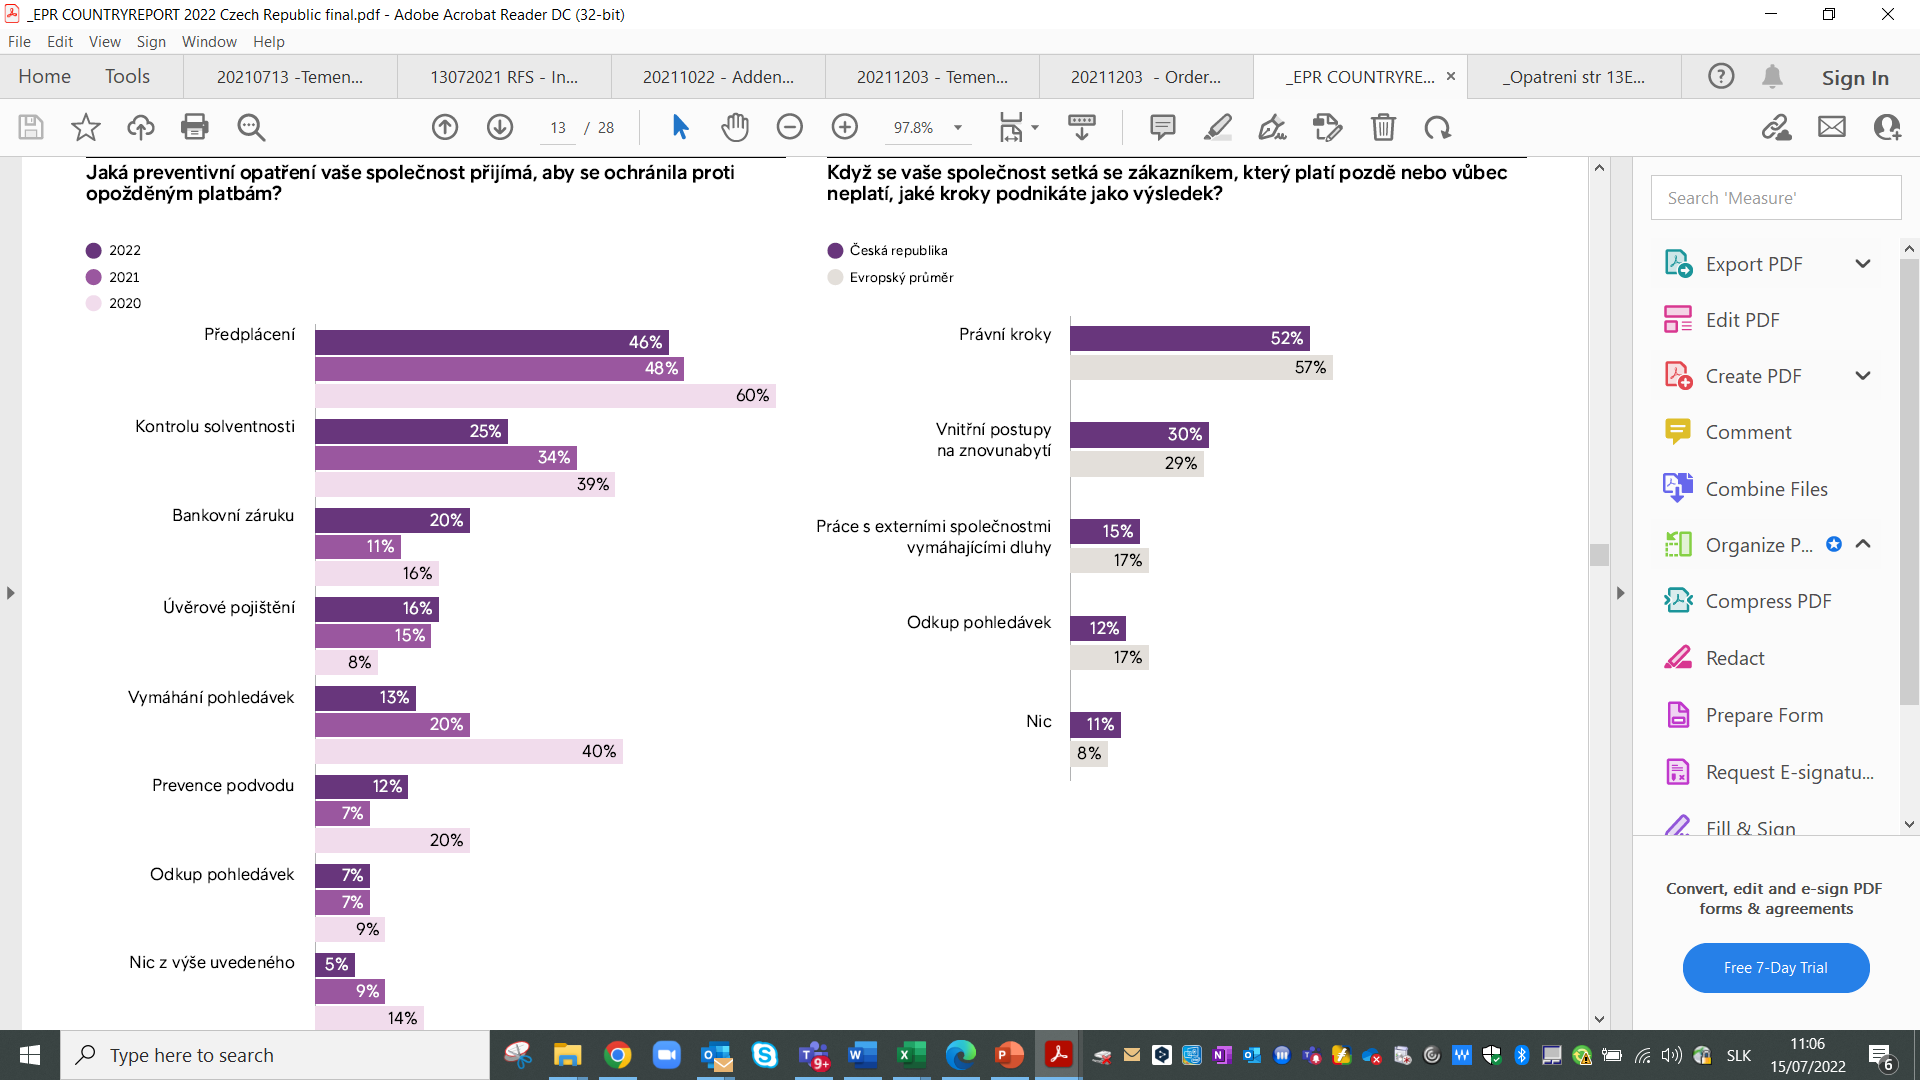 _EPR COUNTRYREPORT 2022 Czech Republic final.pdf - Adobe Acrobat Reader DC (32-bit)
File Edit View Sign Window Help
Home Tools 20210713 -Temen... 13072021 RFS - In... 20211022 - Adden... 20211203 - Temen... 20211203 - Order... _EPR COUNTRYRE... _Opatreni str 13E... Sign In
13 / 28 97.8%
Jaká preventivní opatření vaše společnost přijímá, aby se ochránila proti
opožděným platbám?
2022
2021
2020
Předplácení
46%
48%
60%
Kontrolu solventnosti
25%
34%
39%
Bankovní záruku
20%
11%
16%
Úvěrové pojištění
16%
15%
8%
Vymáhání pohledávek
13%
20%
40%
Prevence podvodu
12%
7%
20%
Odkup pohledávek
7%
7%
9%
Nic z výše uvedeného
5%
9%
14%
Když se vaše společnost setká se zákazníkem, který platí pozdě nebo vůbec
neplatí, jaké kroky podnikáte jako výsledek?
Česká republika
Evropský průměr
Právní kroky
52%
57%
Vnitřní postupy
na znovunabytí
30%
29%
Práce s externími společnostmi
vymáhajícími dluhy
15%
17%
Odkup pohledávek
12%
17%
Nic
11%
8%
Search 'Measure'
Export PDF
Edit PDF
Create PDF
Comment
Combine Files
Organize P...
Compress PDF
Redact
Prepare Form
Request E-signatu...
Fill & Sign
Convert, edit and e-sign PDF
forms & agreements
Free 7-Day Trial
Type here to search
9+
SLK
11:06
15/07/2022
6